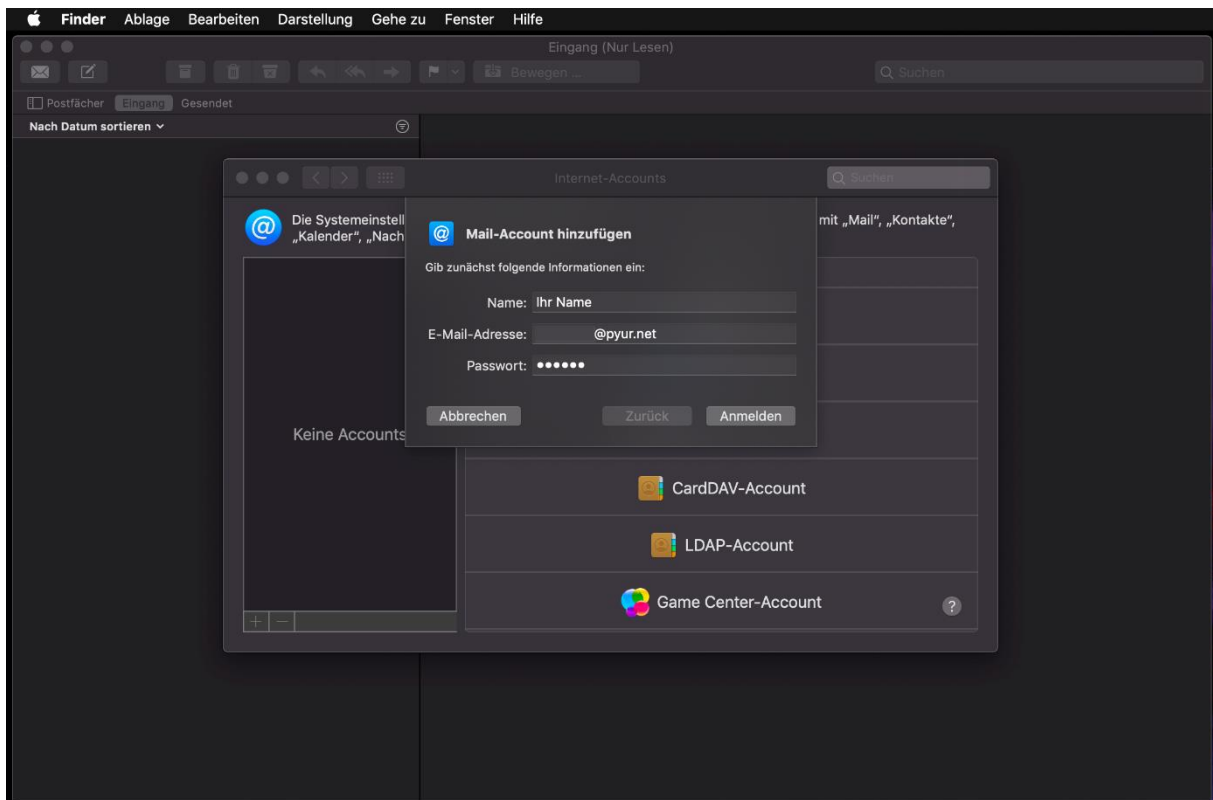 Finder Ablage Bearbeiten Darstellung Gehe zu Fenster Hilfe
Eingang (Nur Lesen)
Bewegen ...
Suchen
Postfächer Eingang Gesendet
Nach Datum sortieren
Internet-Accounts
Suchen
Die Systemeinstell
„Kalender“, „Nach
mit „Mail“, „Kontakte“,
Mail-Account hinzufügen
Gib zunächst folgende Informationen ein:
Name: Ihr Name
E-Mail-Adresse: @pyur.net
Passwort: ••••••
Abbrechen Zurück Anmelden
Keine Accounts
CardDAV-Account
LDAP-Account
Game Center-Account
?